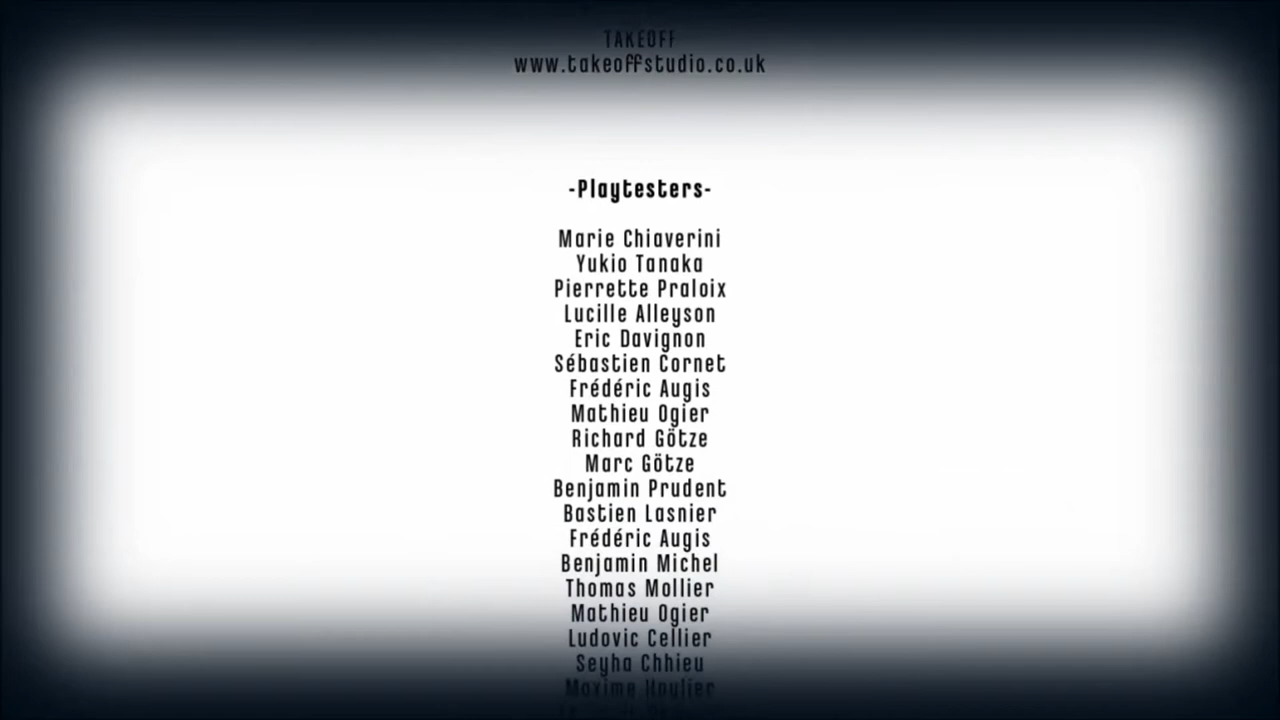 TAKEOFF
www.takeoffstudio.co.uk
-Playtesters-
Marie Chiaverini
Yukio Tanaka
Pierrette Praloix
Lucille Alleyson
Eric Davignon
Sébastien Cornet
Frédéric Augis
Mathieu Ogier
Richard Götze
Marc Götze
Benjamin Prudent
Bastien Lasnier
Frédéric Augis
Benjamin Michel
Thomas Mollier
Mathieu Ogier
Ludovic Cellier
Seyha Chhieu
Maxime